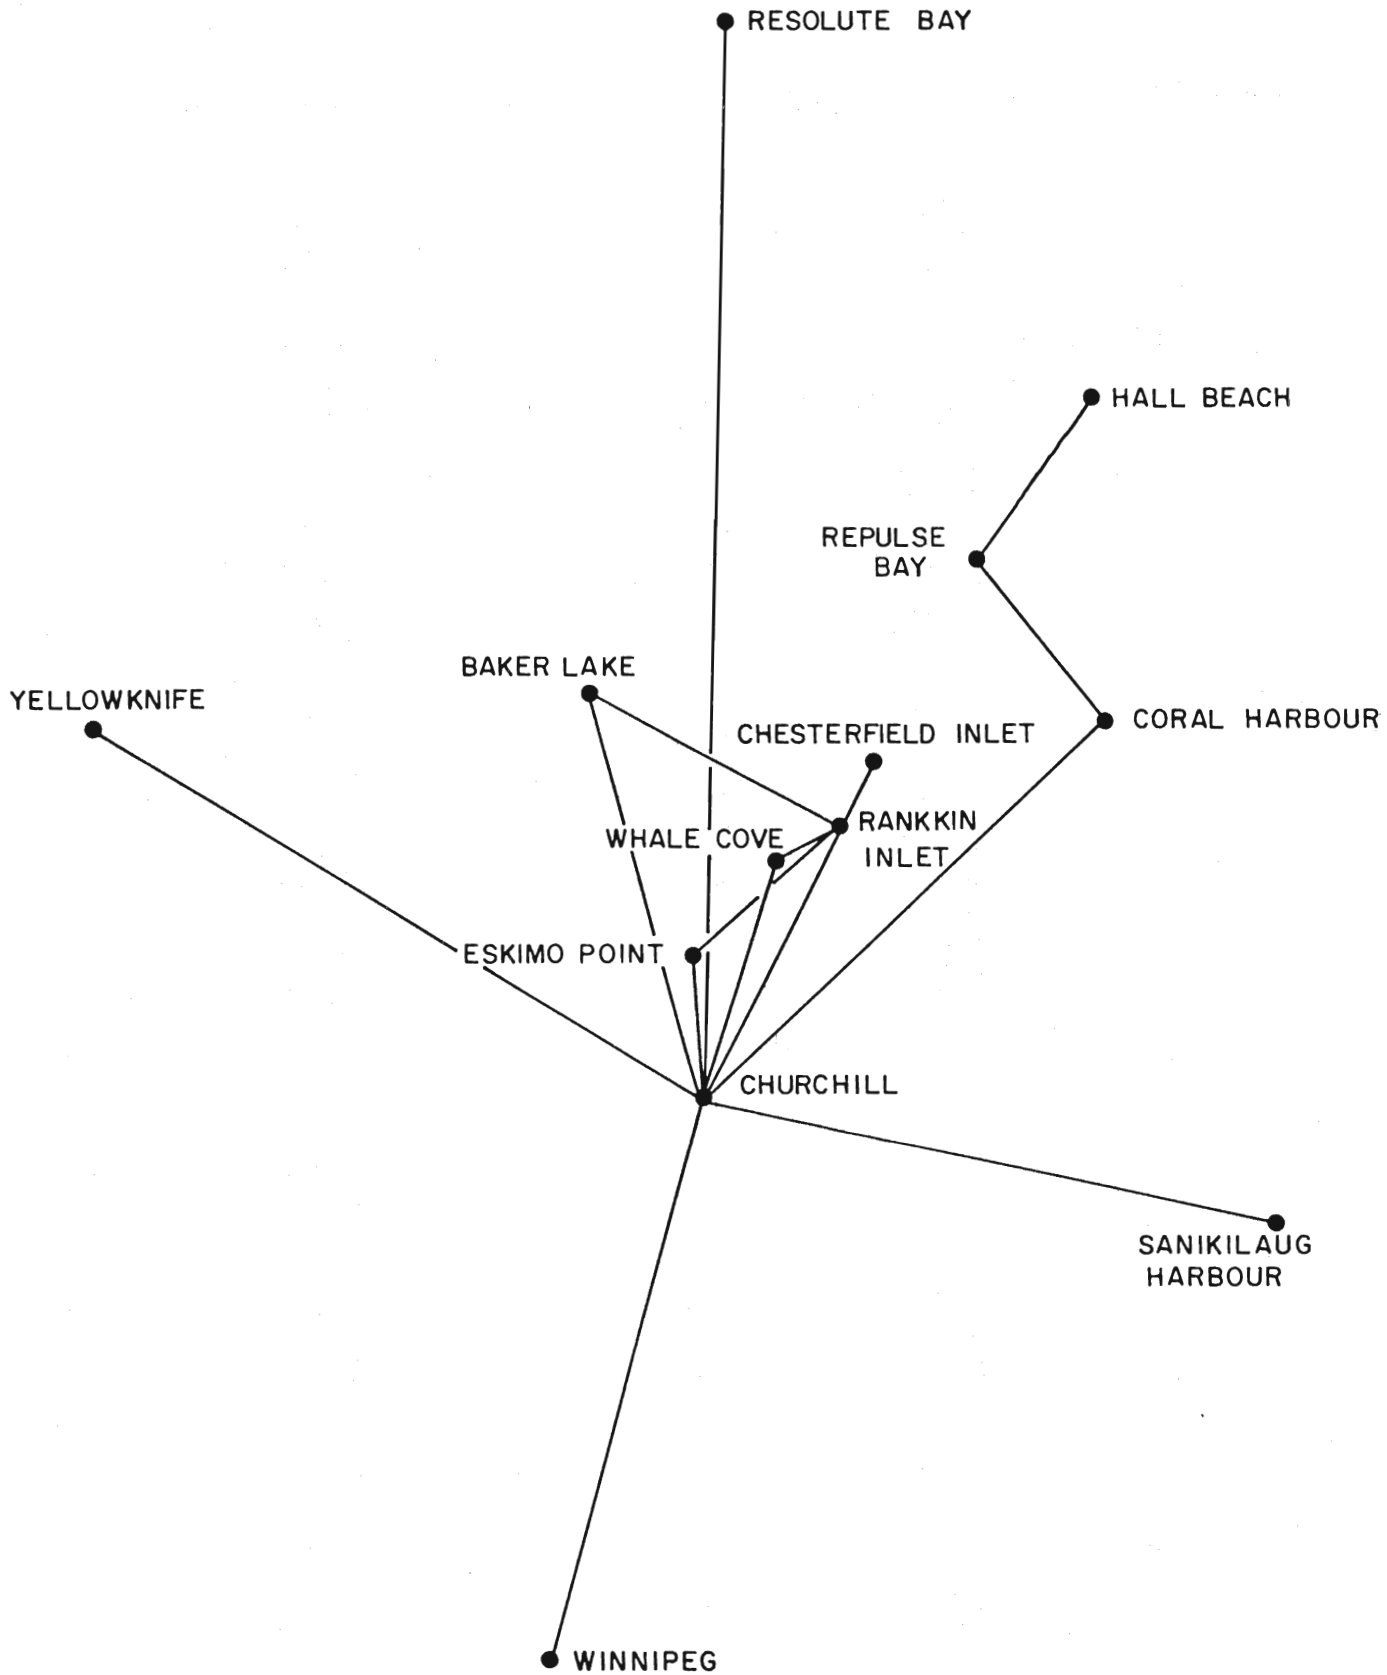 RESOLUTE BAY
HALL BEACH
REPULSE
BAY
BAKER LAKE
YELLOWKNIFE
CORAL HARBOUR
CHESTERFIELD INLET
RANKKIN
INLET
WHALE COVE
ESKIMO POINT
CHURCHILL
SANIKILAUG
HARBOUR
WINNIPEG